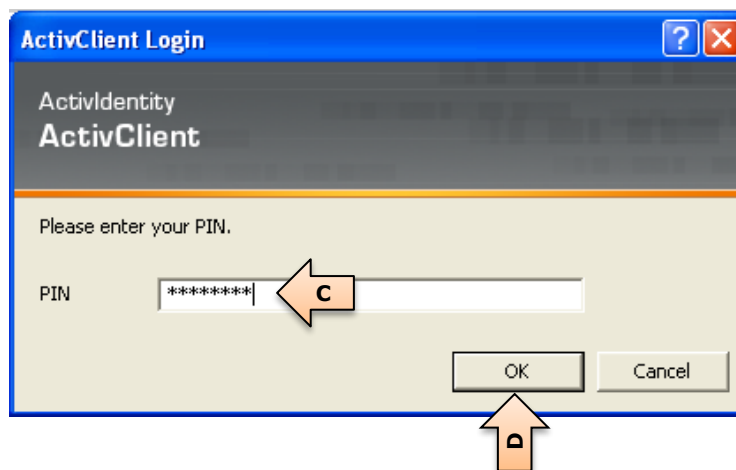 ActivClient Login
ActivIdentity
ActivClient
Please enter your PIN.
PIN ******** C
OK Cancel
D